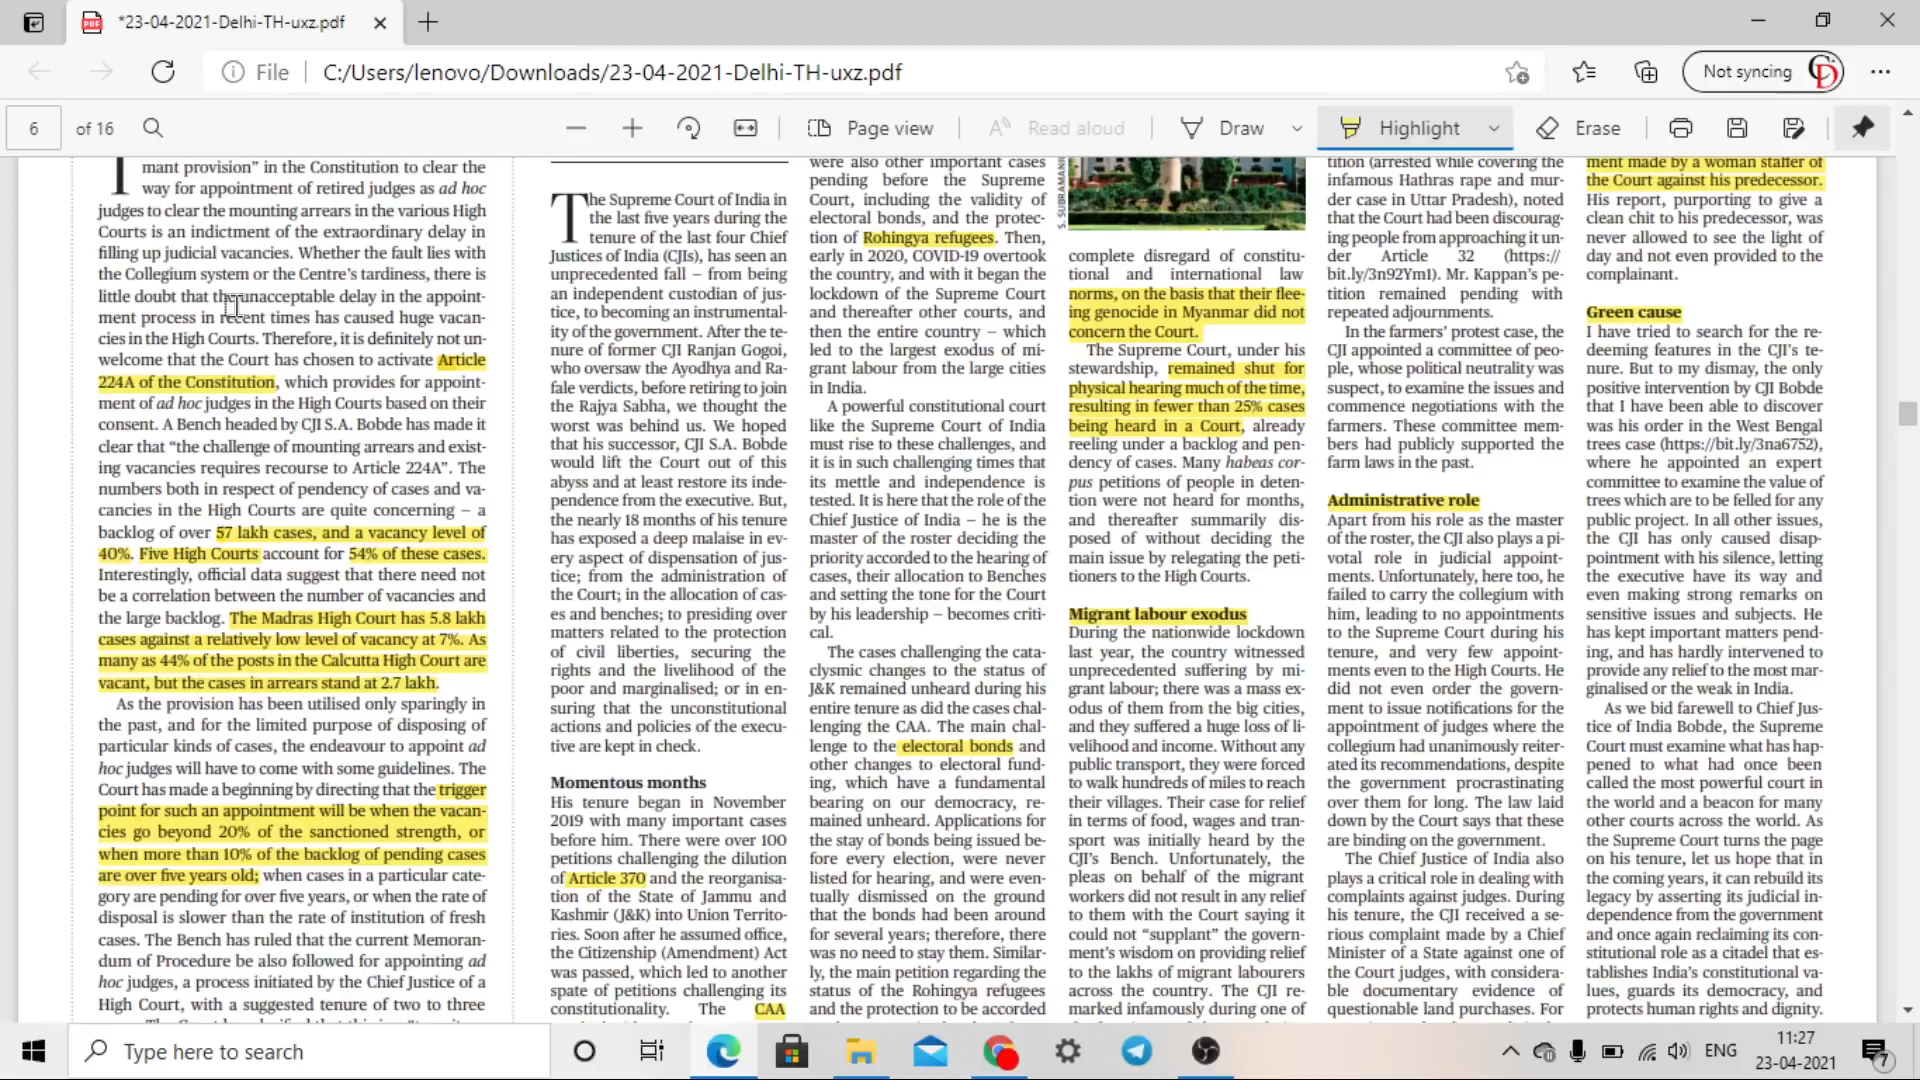 *23-04-2021-Delhi-TH-uxz.pdf
File
C:/Users/lenovo/Downloads/23-04-2021-Delhi-TH-uxz.pdf
Not syncing
6 of 16
Page view
Read aloud
Draw
Highlight
Erase
mant provision” in the Constitution to clear the
way for appointment of retired judges as ad hoc
judges to clear the mounting arrears in the various High
Courts is an indictment of the extraordinary delay in
filling up judicial vacancies. Whether the fault lies with
the Collegium system or the Centre’s tardiness, there is
little doubt that the unacceptable delay in the appoint-
ment process in recent times has caused huge vacan-
cies in the High Courts. Therefore, it is definitely not un-
welcome that the Court has chosen to activate Article
224A of the Constitution, which provides for appoint-
ment of ad hoc judges in the High Courts based on their
consent. A Bench headed by CJI S.A. Bobde has made it
clear that “the challenge of mounting arrears and exist-
ing vacancies requires recourse to Article 224A”. The
numbers both in respect of pendency of cases and va-
cancies in the High Courts are quite concerning – a
backlog of over 57 lakh cases, and a vacancy level of
40%. Five High Courts account for 54% of these cases.
Interestingly, official data suggest that there need not
be a correlation between the number of vacancies and
the large backlog. The Madras High Court has 5.8 lakh
cases against a relatively low level of vacancy at 7%. As
many as 44% of the posts in the Calcutta High Court are
vacant, but the cases in arrears stand at 2.7 lakh.
As the provision has been utilised only sparingly in
the past, and for the limited purpose of disposing of
particular kinds of cases, the endeavour to appoint ad
hoc judges will have to come with some guidelines. The
Court has made a beginning by directing that the trigger
point for such an appointment will be when the vacan-
cies go beyond 20% of the sanctioned strength, or
when more than 10% of the backlog of pending cases
are over five years old; when cases in a particular cate-
gory are pending for over five years, or when the rate of
disposal is slower than the rate of institution of fresh
cases. The Bench has ruled that the current Memoran-
dum of Procedure be also followed for appointing ad
hoc judges, a process initiated by the Chief Justice of a
High Court, with a suggested tenure of two to three
The Supreme Court of India in
the last five years during the
tenure of the last four Chief
Justices of India (CJIs), has seen an
unprecedented fall – from being
an independent custodian of jus-
tice, to becoming an instrumental-
ity of the government. After the te-
nure of former CJI Ranjan Gogoi,
who oversaw the Ayodhya and Ra-
fale verdicts, before retiring to join
the Rajya Sabha, we thought the
worst was behind us. We hoped
that his successor, CJI S.A. Bobde
would lift the Court out of this
abyss and at least restore its inde-
pendence from the executive. But,
the nearly 18 months of his tenure
has exposed a deep malaise in ev-
ery aspect of dispensation of jus-
tice; from the administration of
the Court; in the allocation of cas-
es and benches; to presiding over
matters related to the protection
of civil liberties, securing the
rights and the livelihood of the
poor and marginalised; or in en-
suring that the unconstitutional
actions and policies of the execu-
tive are kept in check.
Momentous months
His tenure began in November
2019 with many important cases
before him. There were over 100
petitions challenging the dilution
of Article 370 and the reorganisa-
tion of the State of Jammu and
Kashmir (J&K) into Union Territo-
ries. Soon after he assumed office,
the Citizenship (Amendment) Act
was passed, which led to another
spate of petitions challenging its
constitutionality. The CAA
were also other important cases
pending before the Supreme
Court, including the validity of
electoral bonds, and the protec-
tion of Rohingya refugees. Then,
early in 2020, COVID-19 overtook
the country, and with it began the
lockdown of the Supreme Court
and thereafter other courts, and
then the entire country – which
led to the largest exodus of mi-
grant labour from the large cities
in India.
A powerful constitutional court
like the Supreme Court of India
must rise to these challenges, and
it is in such challenging times that
its mettle and independence is
tested. It is here that the role of the
Chief Justice of India – he is the
master of the roster deciding the
priority accorded to the hearing of
cases, their allocation to Benches
and setting the tone for the Court
by his leadership – becomes criti-
cal.
The cases challenging the cata-
clysmic changes to the status of
J&K remained unheard during his
entire tenure as did the cases chal-
lenging the CAA. The main chal-
lenge to the electoral bonds and
other changes to electoral fund-
ing, which have a fundamental
bearing on our democracy, re-
mained unheard. Applications for
the stay of bonds being issued be-
fore every election, were never
listed for hearing, and were even-
tually dismissed on the ground
that the bonds had been around
for several years; therefore, there
was no need to stay them. Similar-
ly, the main petition regarding the
status of the Rohingya refugees
and the protection to be accorded
S. SUBRAMANI
complete disregard of constitu-
tional and international law
norms, on the basis that their flee-
ing genocide in Myanmar did not
concern the Court.
The Supreme Court, under his
stewardship, remained shut for
physical hearing much of the time,
resulting in fewer than 25% cases
being heard in a Court, already
reeling under a backlog and pen-
dency of cases. Many habeas cor-
pus petitions of people in deten-
tion were not heard for months,
and thereafter summarily dis-
posed of without deciding the
main issue by relegating the peti-
tioners to the High Courts.
Migrant labour exodus
During the nationwide lockdown
last year, the country witnessed
unprecedented suffering by mi-
grant labour; there was a mass ex-
odus of them from the big cities,
and they suffered a huge loss of li-
velihood and income. Without any
public transport, they were forced
to walk hundreds of miles to reach
their villages. Their case for relief
in terms of food, wages and tran-
sport was initially heard by the
CJI’s Bench. Unfortunately, the
pleas on behalf of the migrant
workers did not result in any relief
to them with the Court saying it
could not “supplant” the govern-
ment’s wisdom on providing relief
to the lakhs of migrant labourers
across the country. The CJI re-
marked infamously during one of
tition (arrested while covering the
infamous Hathras rape and mur-
der case in Uttar Pradesh), noted
that the Court had been discourag-
ing people from approaching it un-
der Article 32 (https://
bit.ly/3n92Ym1). Mr. Kappan’s pe-
tition remained pending with
repeated adjournments.
In the farmers’ protest case, the
CJI appointed a committee of peo-
ple, whose political neutrality was
suspect, to examine the issues and
commence negotiations with the
farmers. These committee mem-
bers had publicly supported the
farm laws in the past.
Administrative role
Apart from his role as the master
of the roster, the CJI also plays a pi-
votal role in judicial appoint-
ments. Unfortunately, here too, he
failed to carry the collegium with
him, leading to no appointments
to the Supreme Court during his
tenure, and very few appoint-
ments even to the High Courts. He
did not even order the govern-
ment to issue notifications for the
appointment of judges where the
collegium had unanimously reiter-
ated its recommendations, despite
the government procrastinating
over them for long. The law laid
down by the Court says that these
are binding on the government.
The Chief Justice of India also
plays a critical role in dealing with
complaints against judges. During
his tenure, the CJI received a se-
rious complaint made by a Chief
Minister of a State against one of
the Court judges, with considera-
ble documentary evidence of
questionable land purchases. For
ment made by a woman staffer of
the Court against his predecessor.
His report, purporting to give a
clean chit to his predecessor, was
never allowed to see the light of
day and not even provided to the
complainant.
Green cause
I have tried to search for the re-
deeming features in the CJI’s te-
nure. But to my dismay, the only
positive intervention by CJI Bobde
that I have been able to discover
was his order in the West Bengal
trees case (https://bit.ly/3na6752),
where he appointed an expert
committee to examine the value of
trees which are to be felled for any
public project. In all other issues,
the CJI has only caused disap-
pointment with his silence, letting
the executive have its way and
even making strong remarks on
sensitive issues and subjects. He
has kept important matters pend-
ing, and has hardly intervened to
provide any relief to the most mar-
ginalised or the weak in India.
As we bid farewell to Chief Jus-
tice of India Bobde, the Supreme
Court must examine what has hap-
pened to what had once been
called the most powerful court in
the world and a beacon for many
other courts across the world. As
the Supreme Court turns the page
on his tenure, let us hope that in
the coming years, it can rebuild its
legacy by asserting its judicial in-
dependence from the government
and once again reclaiming its con-
stitutional role as a citadel that es-
tablishes India’s constitutional va-
lues, guards its democracy, and
protects human rights and dignity.
Type here to search
ENG
11:27
23-04-2021
7